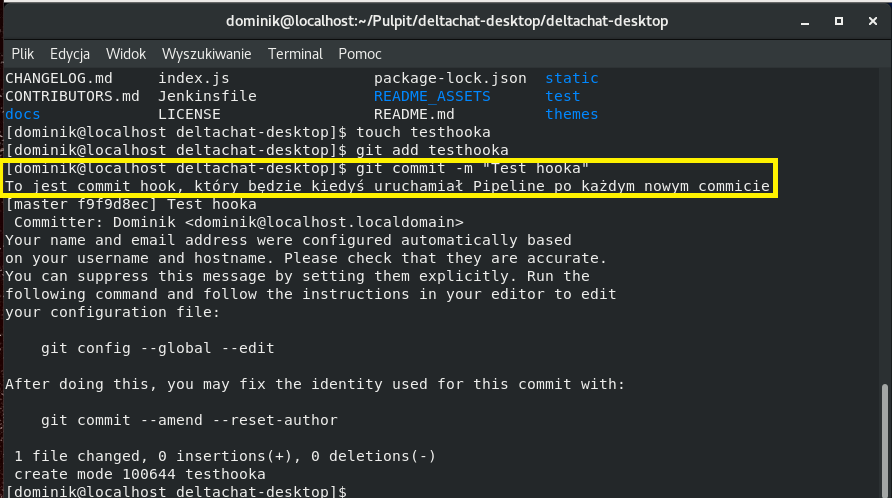 dominik@localhost:~/Pulpit/deltachat-desktop/deltachat-desktop
Plik Edycja Widok Wyszukiwanie Terminal Pomoc
CHANGELOG.md index.js package-lock.json static
CONTRIBUTORS.md Jenkinsfile README_ASSETS test
docs LICENSE README.md themes
[dominik@localhost deltachat-desktop]$ touch testhooka
[dominik@localhost deltachat-desktop]$ git add testhooka
[dominik@localhost deltachat-desktop]$ git commit -m "Test hooka"
To jest commit hook, który będzie kiedyś uruchamiał Pipeline po każdym nowym commicie
[master f9f9d8ec] Test hooka
Committer: Dominik <dominik@localhost.localdomain>
Your name and email address were configured automatically based
on your username and hostname. Please check that they are accurate.
You can suppress this message by setting them explicitly. Run the
following command and follow the instructions in your editor to edit
your configuration file:
git config --global --edit
After doing this, you may fix the identity used for this commit with:
git commit --amend --reset-author
1 file changed, 0 insertions(+), 0 deletions(-)
create mode 100644 testhooka
[dominik@localhost deltachat-desktop]$